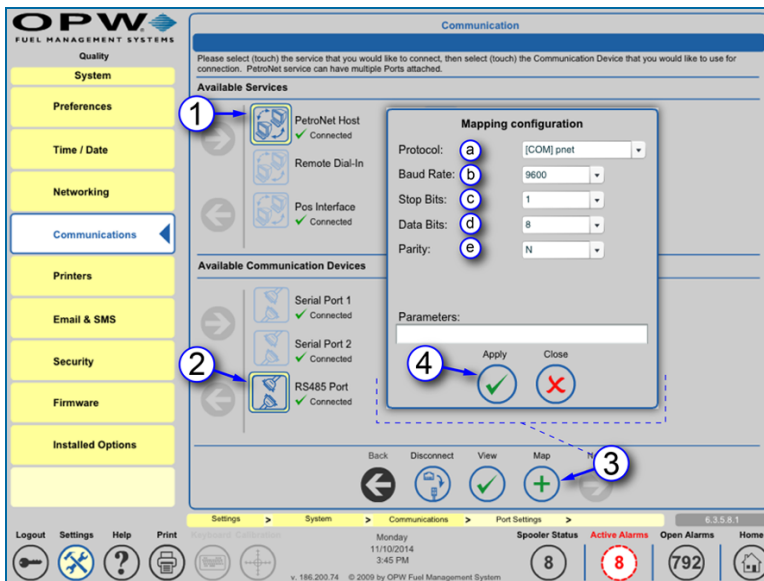 OPW
FUEL MANAGEMENT SYSTEMS
Quality
System
Preferences
Time / Date
Networking
Communications
Printers
Email & SMS
Security
Firmware
Installed Options
Communication
Please select (touch) the service that you would like to connect, then select (touch) the Communication Device that you would like to use for
connection. PetroNet service can have multiple Ports attached.
Available Services
1
PetroNet Host
Connected
Remote Dial-In
Pos Interface
Connected
Available Communication Devices
Serial Port 1
Connected
Serial Port 2
Connected
2
RS485 Port
Connected
Mapping configuration
Protocol: a [COM] pnet
Baud Rate: b 9600
Stop Bits: c 1
Data Bits: d 8
Parity: e N
Parameters:
4
Apply Close
Back Disconnect View Map
3
Settings > System > Communications > Port Settings > 6.3.5.8.1
Logout Settings Help Print Keyboard Calibration
Monday
11/10/2014
3:45 PM
v. 186.200.74 © 2009 by OPW Fuel Management System
Spooler Status Active Alarms Open Alarms Home
8 8 792